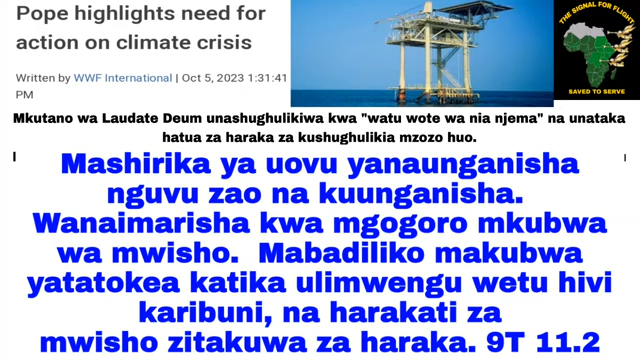 Pope highlights need for
action on climate crisis
Written by WWF International | Oct 5, 2023 1:31:41
PM
THE SIGNAL FOR FLIGHT
SAVED TO SERVE
Mkutano wa Laudate Deum unashughulikiwa kwa "watu wote wa nia njema" na unataka
hatua za haraka za kushughulikia mzozo huo.
Mashirika ya uovu yanaunganisha
nguvu zao na kuunganisha.
Wanaimarisha kwa mgogoro mkubwa
wa mwisho. Mabadiliko makubwa
yatatokea katika ulimwengu wetu hivi
karibuni, na harakati za
mwisho zitakuwa za haraka. 9T 11.2